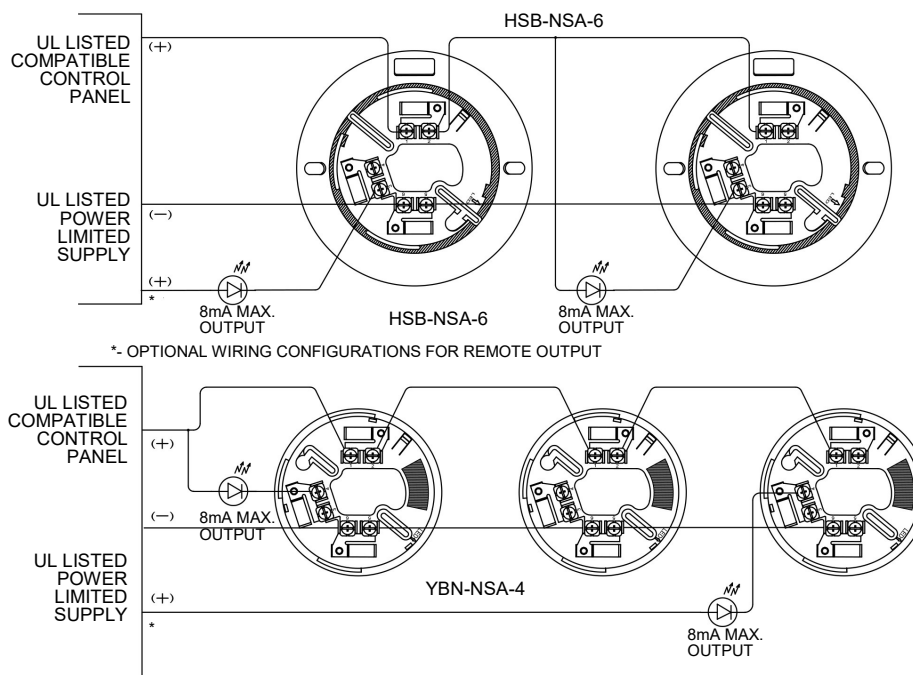 HSB-NSA-6
UL LISTED
COMPATIBLE
CONTROL
PANEL
(+)
UL LISTED
POWER
LIMITED
SUPPLY
(−)
(+)
*
8mA MAX.
OUTPUT
8mA MAX.
OUTPUT
HSB-NSA-6
*- OPTIONAL WIRING CONFIGURATIONS FOR REMOTE OUTPUT
UL LISTED
COMPATIBLE
CONTROL
PANEL
(+)
8mA MAX.
OUTPUT
(−)
UL LISTED
POWER
LIMITED
SUPPLY
(+)
*
YBN-NSA-4
8mA MAX.
OUTPUT